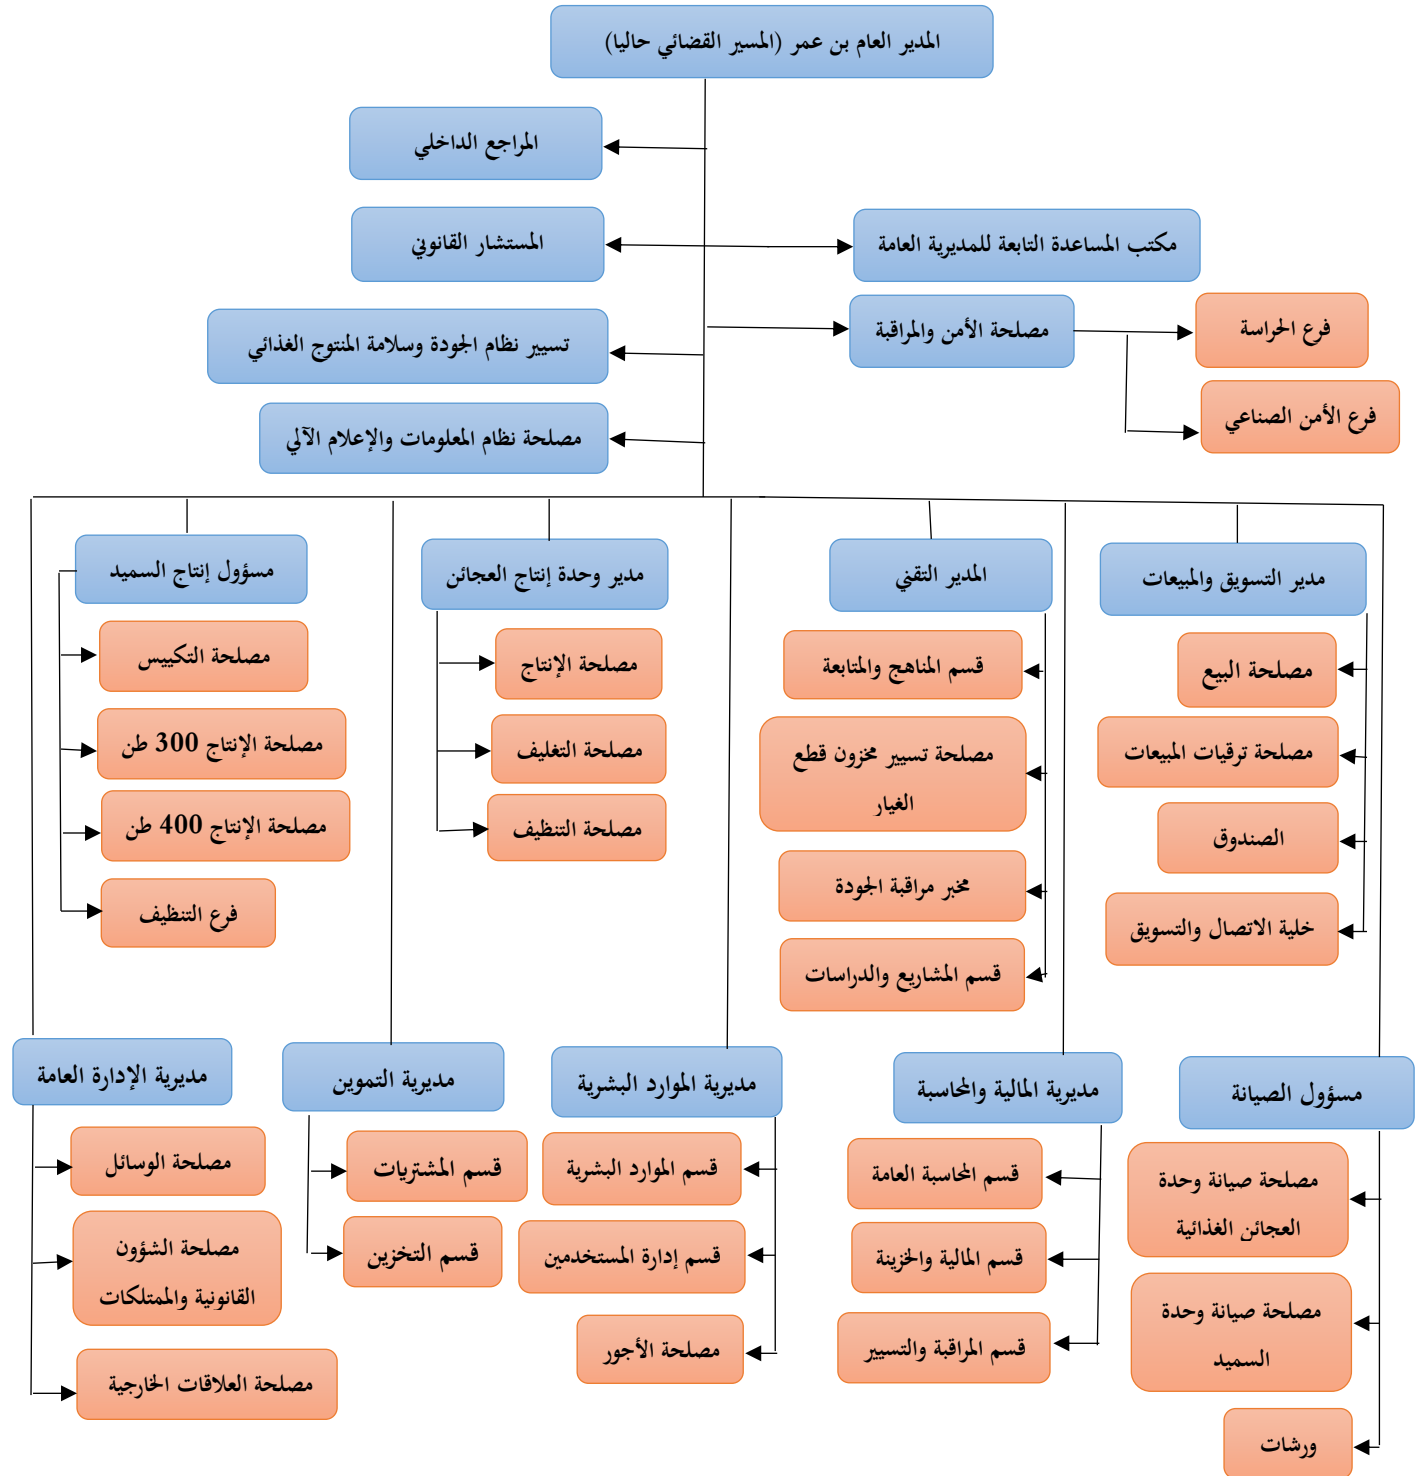 المدير العام بن عمر (المسير القضائي حاليا)
المراجع الداخلي
مكتب المساعدة التابعة للمديرية العامة
المستشار القانوني
فرع الحراسة
مصلحة الأمن والمراقبة
تسيير نظام الجودة وسلامة المنتوج الغذائي
فرع الأمن الصناعي
مصلحة نظام المعلومات والإعلام الآلي
مدير التسويق والمبيعات
مصلحة البيع
مصلحة ترقيات المبيعات
الصندوق
خلية الاتصال والتسويق
المدير التقني
قسم المناهج والمتابعة
مصلحة تسيير مخزون قطع
الغيار
مخبر مراقبة الجودة
قسم المشاريع والدراسات
مدير وحدة إنتاج العجائن
مصلحة الإنتاج
مصلحة التغليف
مصلحة التنظيف
مسؤول إنتاج السميد
مصلحة التكييس
مصلحة الإنتاج 300 طن
مصلحة الإنتاج 400 طن
فرع التنظيف
مسؤول الصيانة
مصلحة صيانة وحدة
العجائن الغذائية
مصلحة صيانة وحدة
السميد
ورشات
مديرية المالية والمحاسبة
قسم المحاسبة العامة
قسم المالية والخزينة
قسم المراقبة والتسيير
مديرية الموارد البشرية
قسم الموارد البشرية
قسم إدارة المستخدمين
مصلحة الأجور
مديرية التموين
قسم المشتريات
قسم التخزين
مديرية الإدارة العامة
مصلحة الوسائل
مصلحة الشؤون
القانونية والممتلكات
مصلحة العلاقات الخارجية